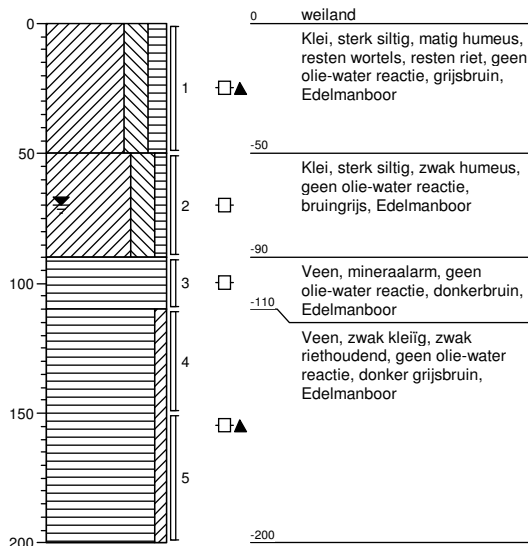 0
50
100
150
200
1
2
3
4
5
0 weiland
Klei, sterk siltig, matig humeus,
resten wortels, resten riet, geen
olie-water reactie, grijsbruin,
Edelmanboor
-50
Klei, sterk siltig, zwak humeus,
geen olie-water reactie,
bruingrijs, Edelmanboor
-90
Veen, mineraalarm, geen
olie-water reactie, donkerbruin,
Edelmanboor
-110
Veen, zwak kleiïg, zwak
riethoudend, geen olie-water
reactie, donker grijsbruin,
Edelmanboor
-200